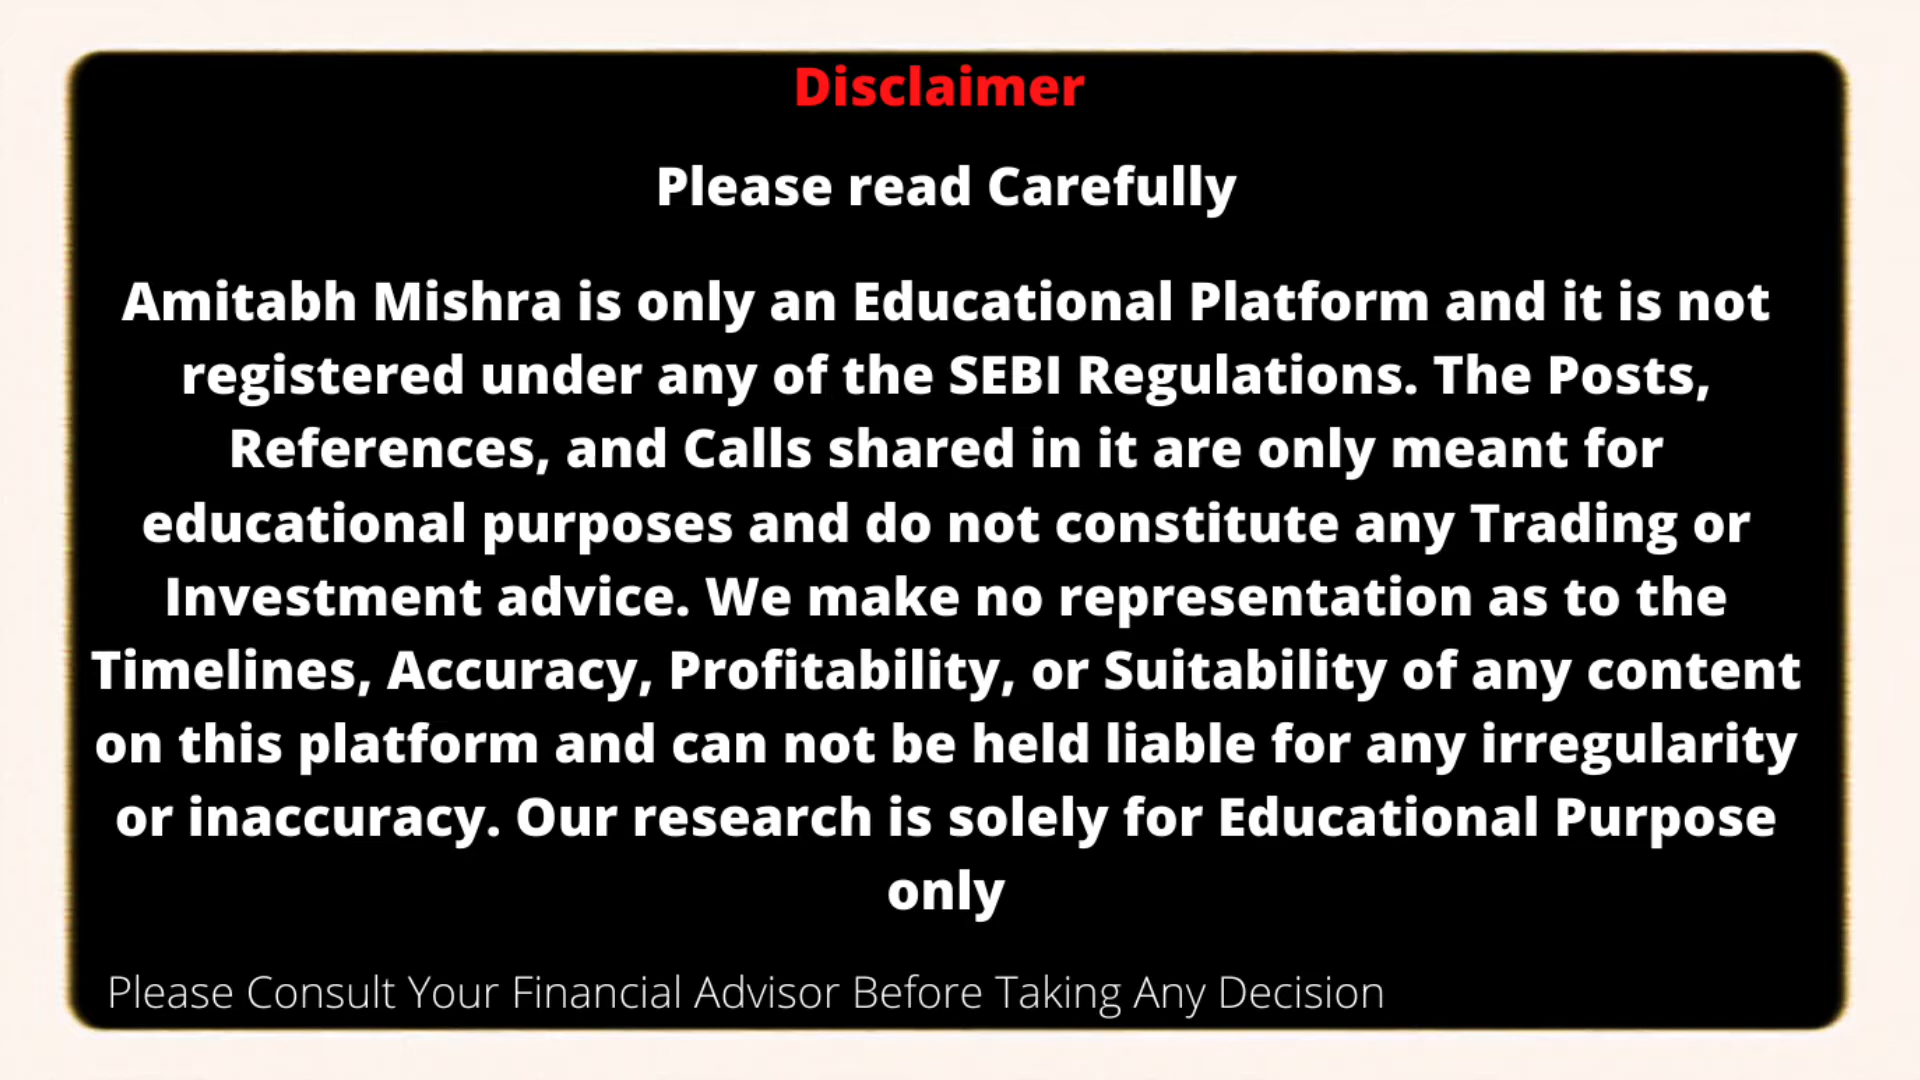 Disclaimer
Please read Carefully
Amitabh Mishra is only an Educational Platform and it is not
registered under any of the SEBI Regulations. The Posts,
References, and Calls shared in it are only meant for
educational purposes and do not constitute any Trading or
Investment advice. We make no representation as to the
Timelines, Accuracy, Profitability, or Suitability of any content
on this platform and can not be held liable for any irregularity
or inaccuracy. Our research is solely for Educational Purpose
only
Please Consult Your Financial Advisor Before Taking Any Decision